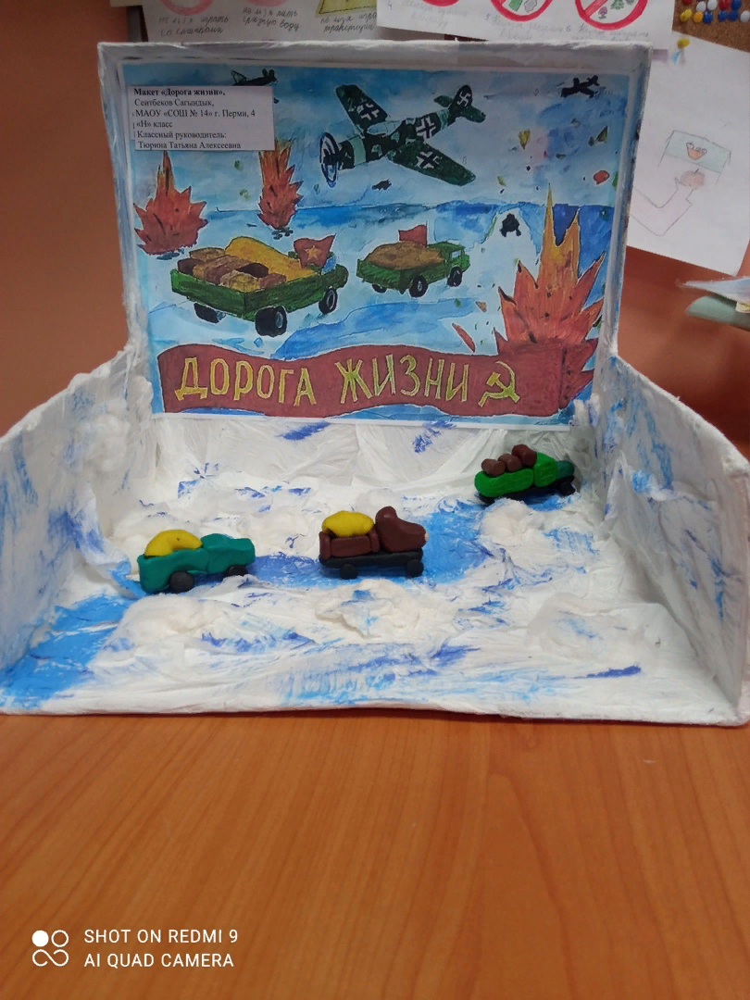 Макет «Дорога жизни».
Сеитбеков Сагындык,
МАОУ «СОШ № 14» г. Перми, 4
«Н» класс
Классный руководитель:
Тюрина Татьяна Алексеевна
ДОРОГА ЖИЗНИ
SHOT ON REDMI 9
AI QUAD CAMERA